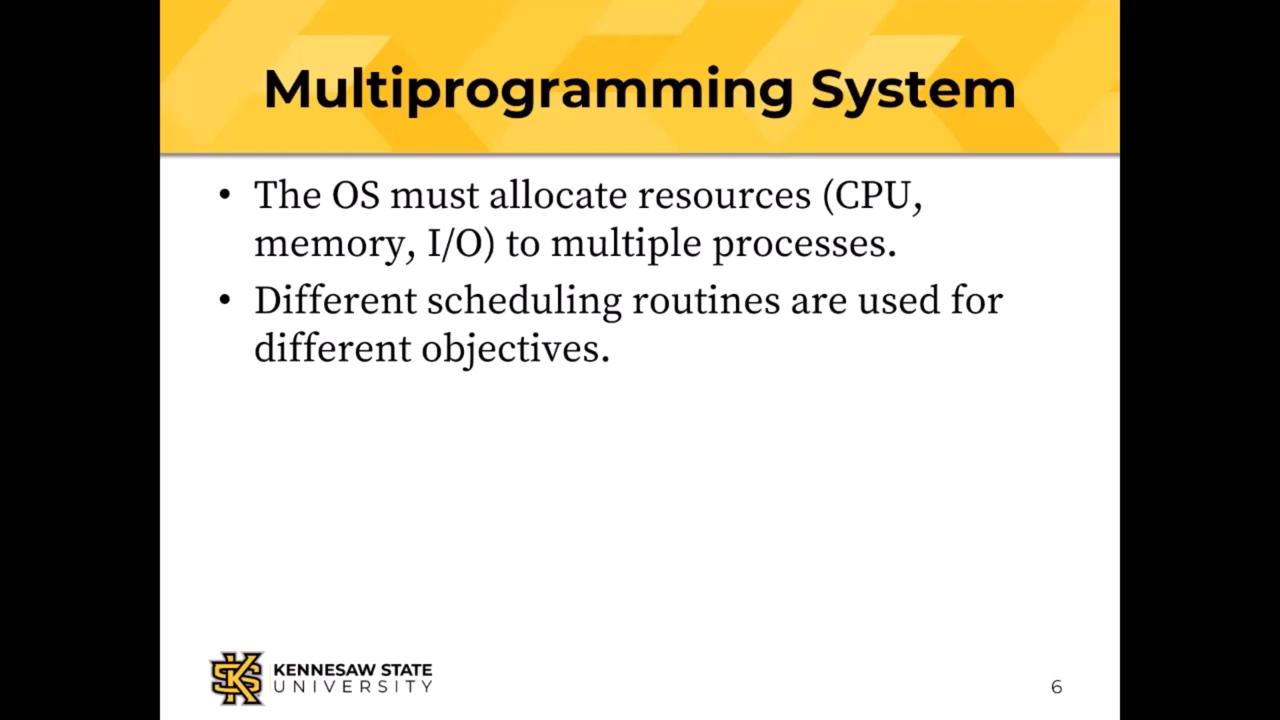 Multiprogramming System
• The OS must allocate resources (CPU,
memory, I/O) to multiple processes.
• Different scheduling routines are used for
different objectives.
KS
KENNESAW STATE
UNIVERSITY
6